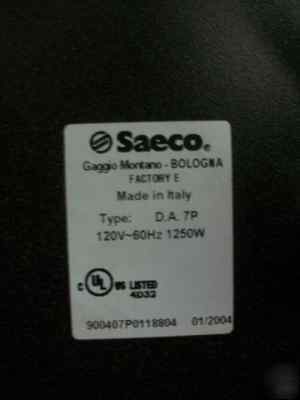 Saeco®
Gaggio Montano - BOLOGNA
FACTORY E
Made in Italy
Type: D.A. 7P
120V~60Hz 1250W
C UL US LISTED
4D32
900407P0118804 01/2004